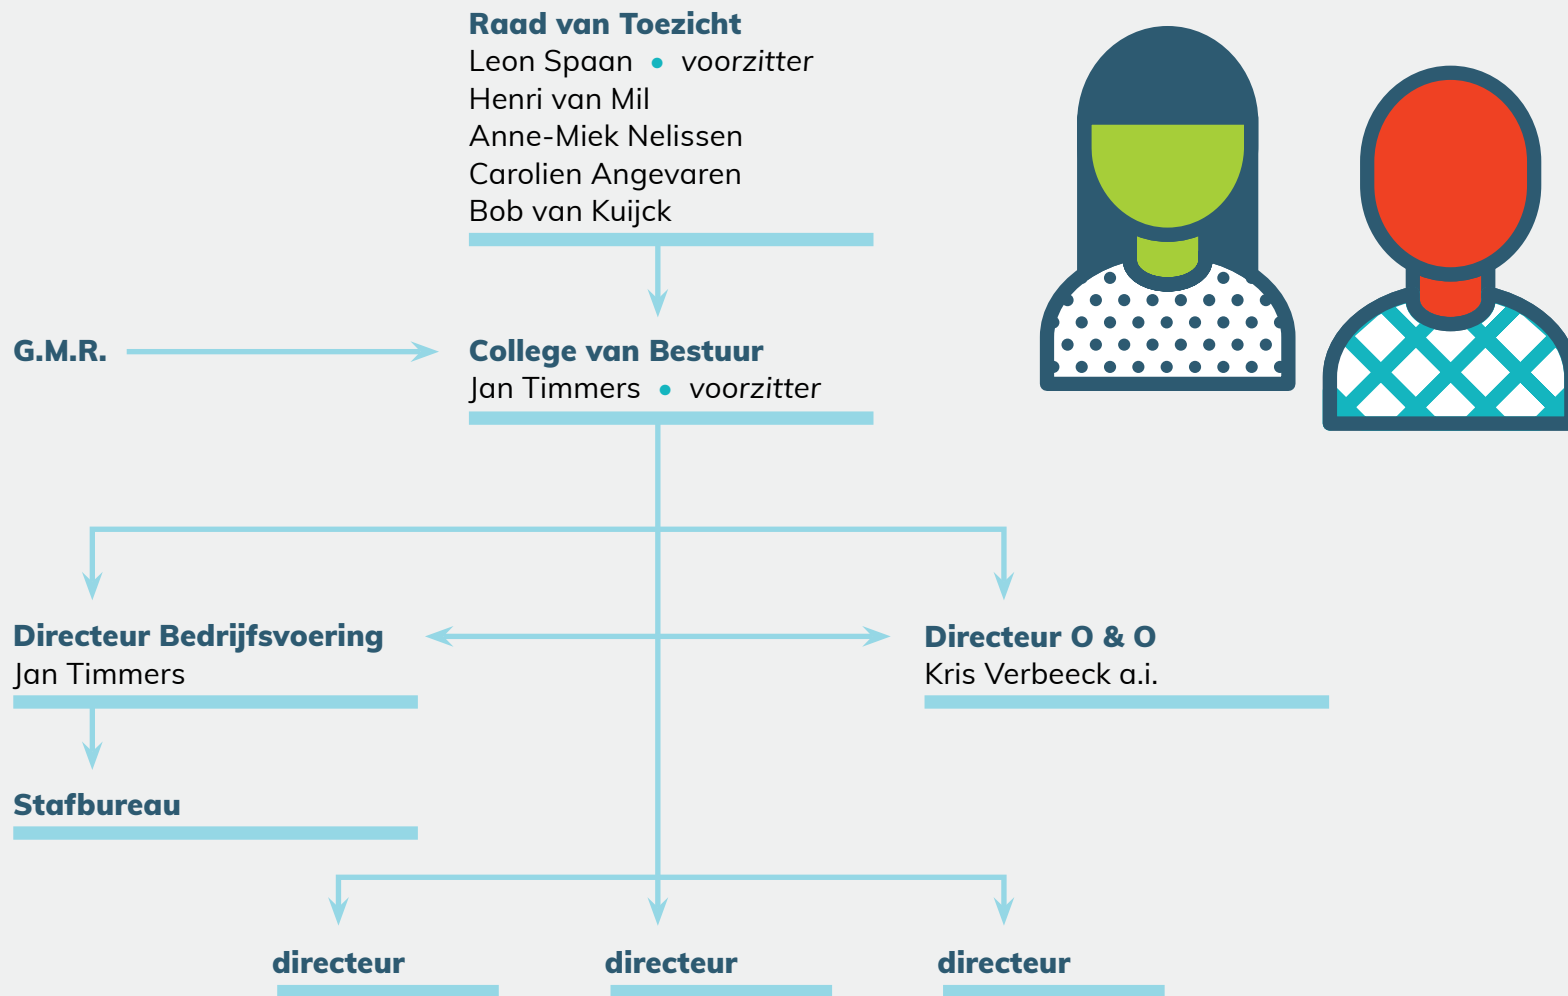 Raad van Toezicht
Leon Spaan • voorzitter
Henri van Mil
Anne-Miek Nelissen
Carolien Angevaren
Bob van Kuijck
G.M.R.
College van Bestuur
Jan Timmers • voorzitter
Directeur Bedrijfsvoering
Jan Timmers
Directeur O & O
Kris Verbeeck a.i.
Stafbureau
directeur
directeur
directeur